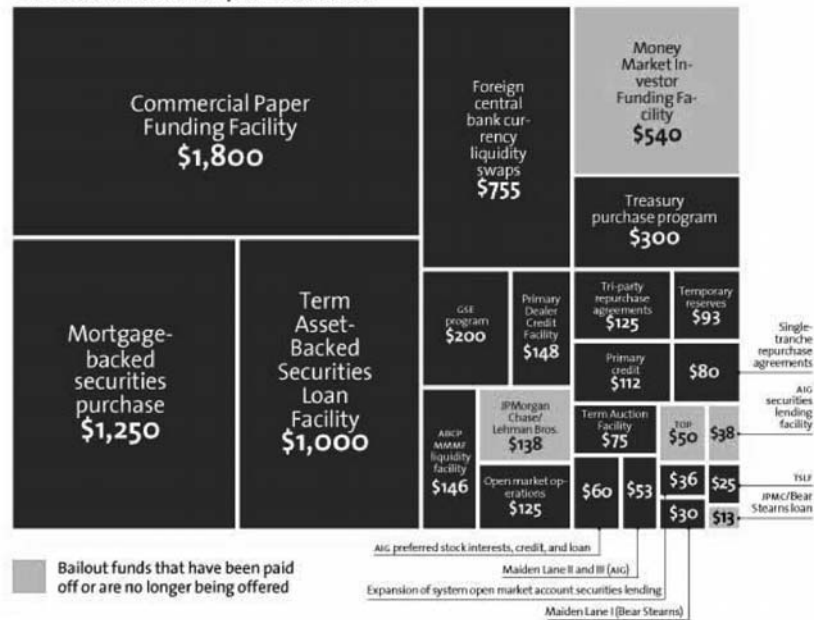 Commercial Paper
Funding Facility
$1,800
Foreign
central
bank cur-
rency
liquidity
swaps
$755
Money
Market In-
vestor
Funding Fa-
cility
$540
Treasury
purchase program
$300
Mortgage-
backed
securities
purchase
$1,250
Term
Asset-
Backed
Securities
Loan
Facility
$1,000
GSE
program
$200
Primary
Dealer
Credit
Facility
$148
Tri-party
repurchase
agreements
$125
Temporary
reserves
$93
Primary
credit
$112
$80
Single-
tranche
repurchase
agreements
ABCP
MMMF
liquidity
facility
$146
JPMorgan
Chase/
Lehman Bros.
$138
Open market op-
erations
$125
Term Auction
Facility
$75
TOP
$50
$38
AIG
securities
lending
facility
$60
$53
$36
$30
$25
TSLF
$13
JPMC/Bear
Stearns loan
AIG preferred stock interests, credit, and loan
Maiden Lane II and III (AIG)
Expansion of system open market account securities lending
Maiden Lane I (Bear Stearns)
Bailout funds that have been paid
off or are no longer being offered